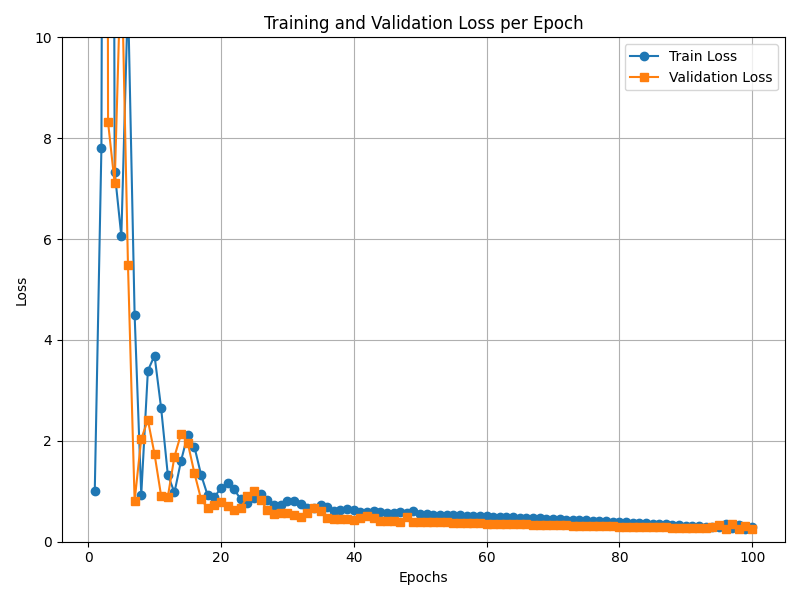 Training and Validation Loss per Epoch
Train Loss
Validation Loss
10
8
6
4
2
0
Loss
0 20 40 60 80 100
Epochs